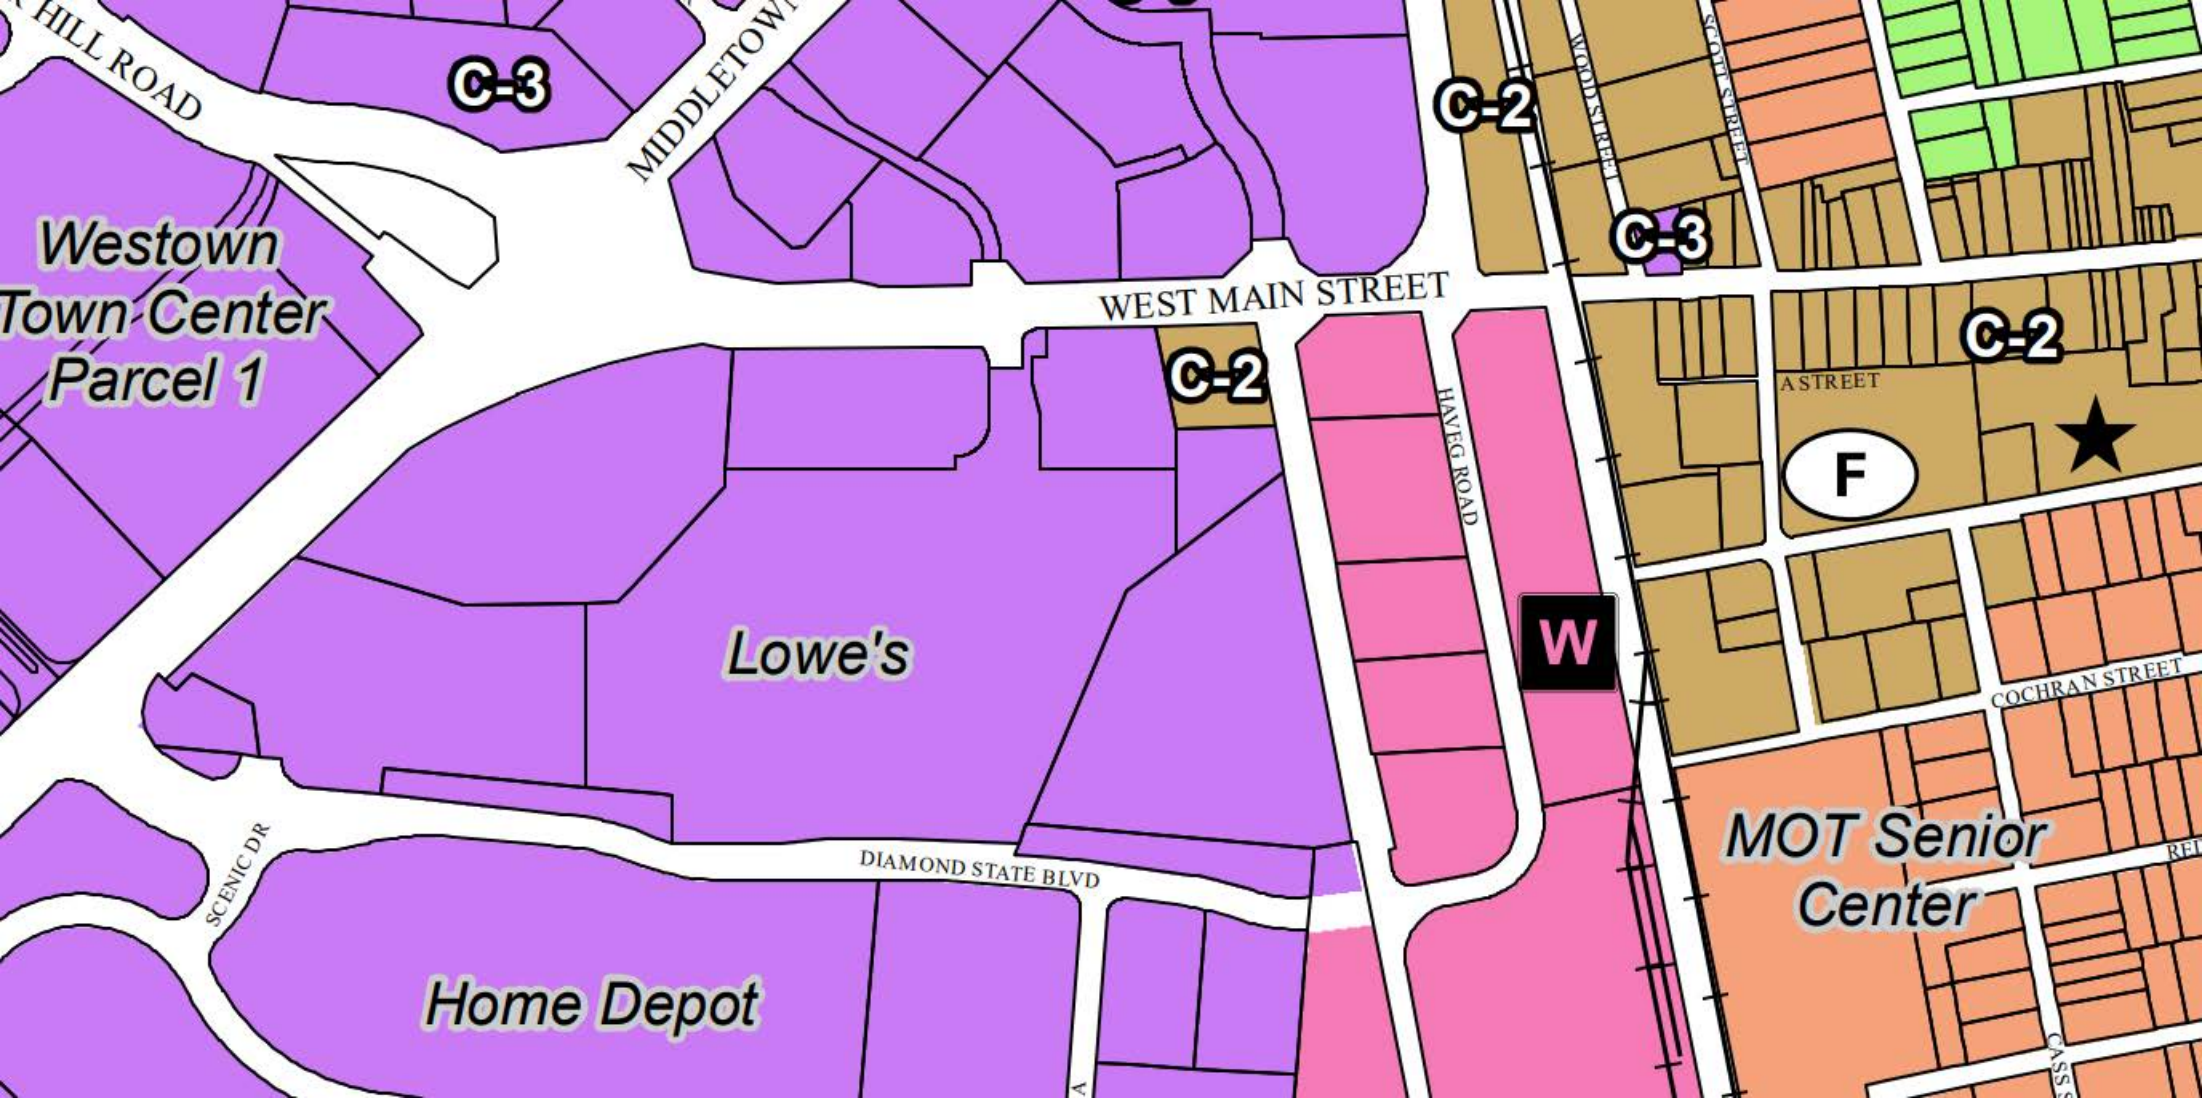 HILL ROAD
C-3
MIDDLETOWN
C-2
WOOD STREET
SCOTT STREET
C-3
Westown
Town Center
Parcel 1
WEST MAIN STREET
C-2
C-2
A STREET
HAVEG ROAD
F
W
Lowe's
COCHRAN STREET
MOT Senior
Center
DIAMOND STATE BLVD
SCENIC DR
Home Depot
CASS S
A